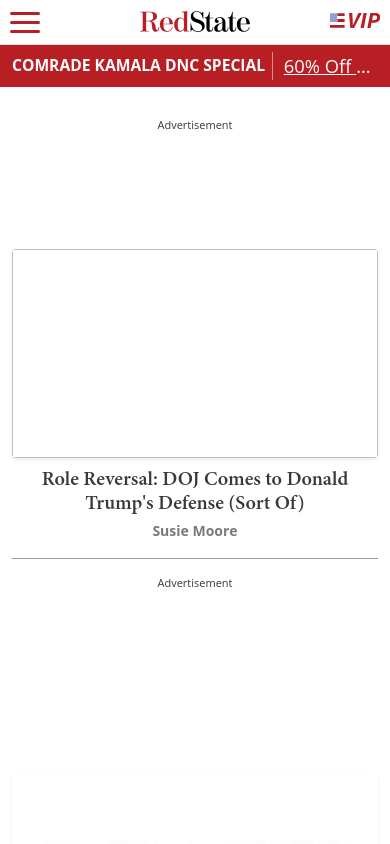 RedState
VIP
COMRADE KAMALA DNC SPECIAL
60% Off ...
Advertisement
Role Reversal: DOJ Comes to Donald
Trump's Defense (Sort Of)
Susie Moore
Advertisement